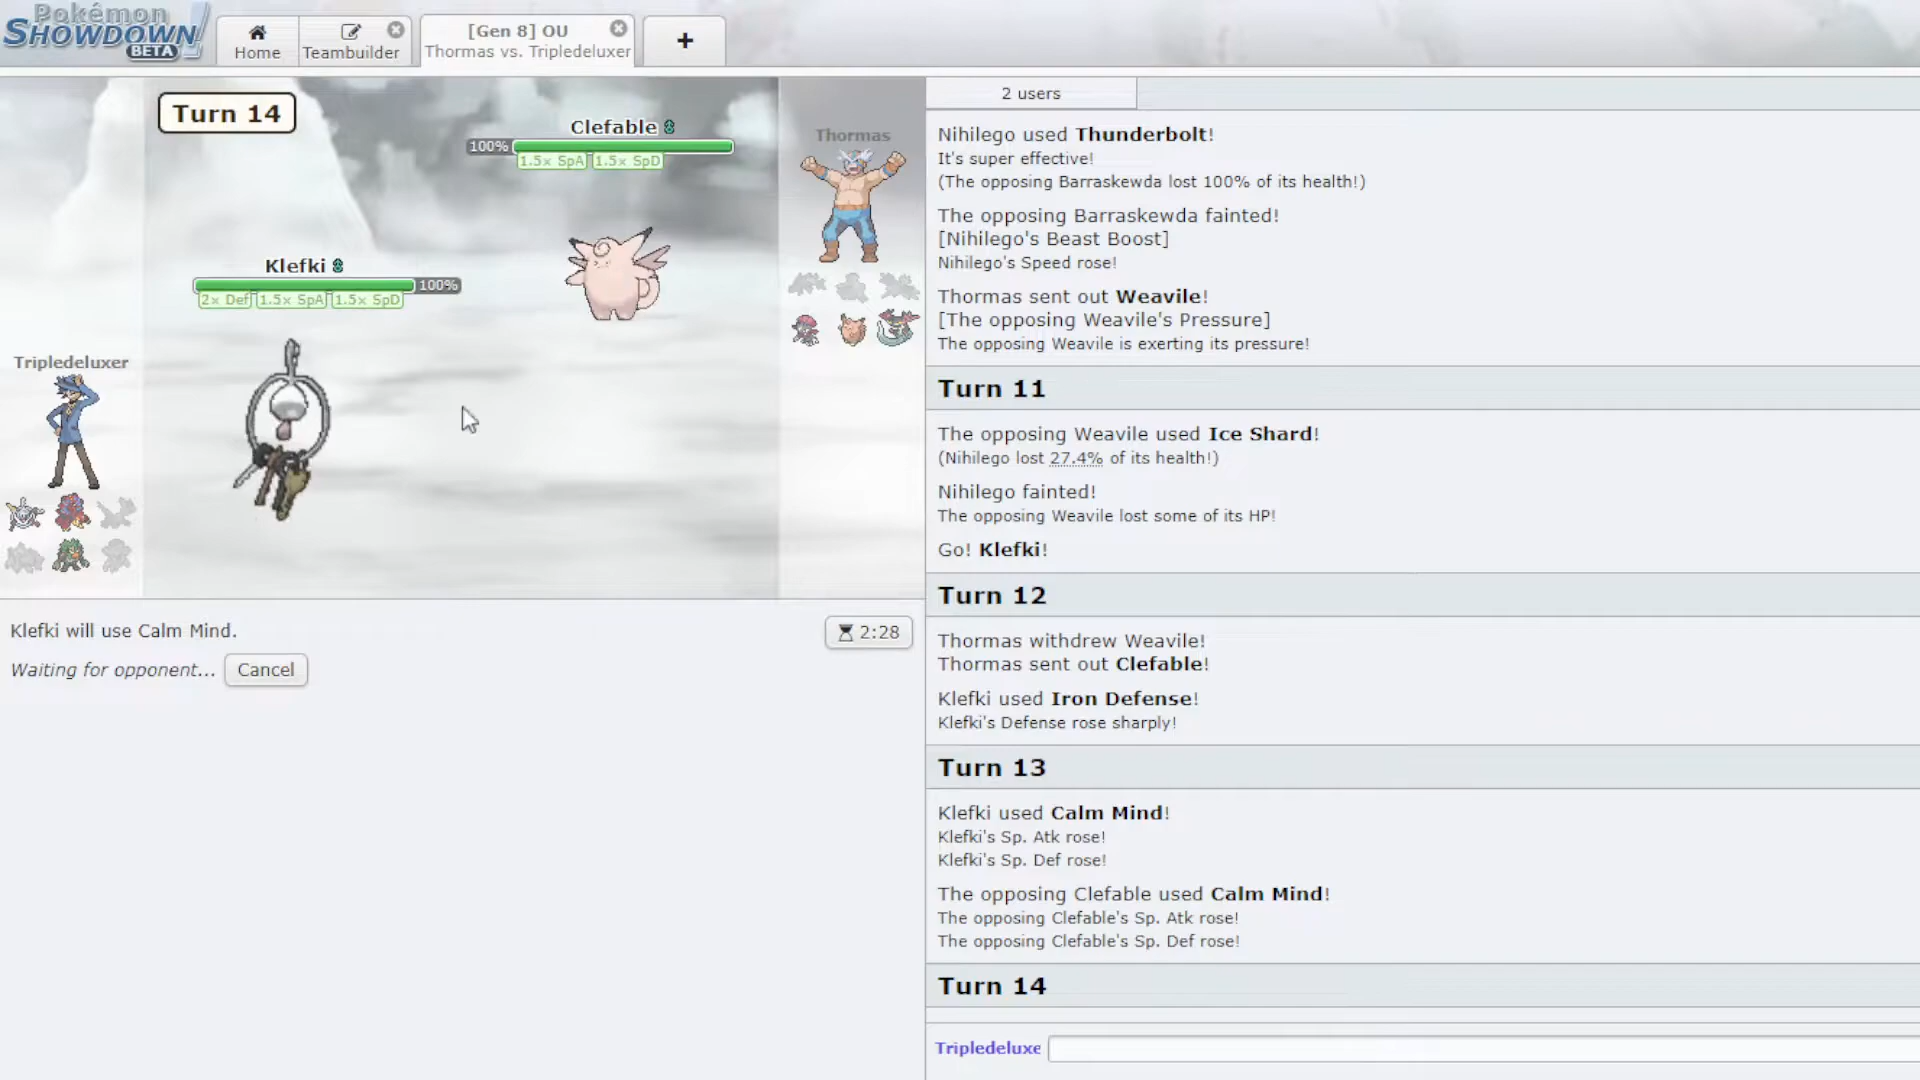 Pokémon
SHOWDOWN
BETA
Home
Teambuilder
[Gen 8] OU
Thormas vs. Tripledeluxer
+
Turn 14
Clefable
100%
1.5× SpA 1.5× SpD
Thormas
Klefki
100%
2× Def 1.5× SpA 1.5× SpD
Tripledeluxer
Klefki will use Calm Mind.
2:28
Waiting for opponent... Cancel
2 users
Nihilego used Thunderbolt!
It's super effective!
(The opposing Barraskewda lost 100% of its health!)
The opposing Barraskewda fainted!
[Nihilego's Beast Boost]
Nihilego's Speed rose!
Thormas sent out Weavile!
[The opposing Weavile's Pressure]
The opposing Weavile is exerting its pressure!
Turn 11
The opposing Weavile used Ice Shard!
(Nihilego lost 27.4% of its health!)
Nihilego fainted!
The opposing Weavile lost some of its HP!
Go! Klefki!
Turn 12
Thormas withdrew Weavile!
Thormas sent out Clefable!
Klefki used Iron Defense!
Klefki's Defense rose sharply!
Turn 13
Klefki used Calm Mind!
Klefki's Sp. Atk rose!
Klefki's Sp. Def rose!
The opposing Clefable used Calm Mind!
The opposing Clefable's Sp. Atk rose!
The opposing Clefable's Sp. Def rose!
Turn 14
Tripledeluxe